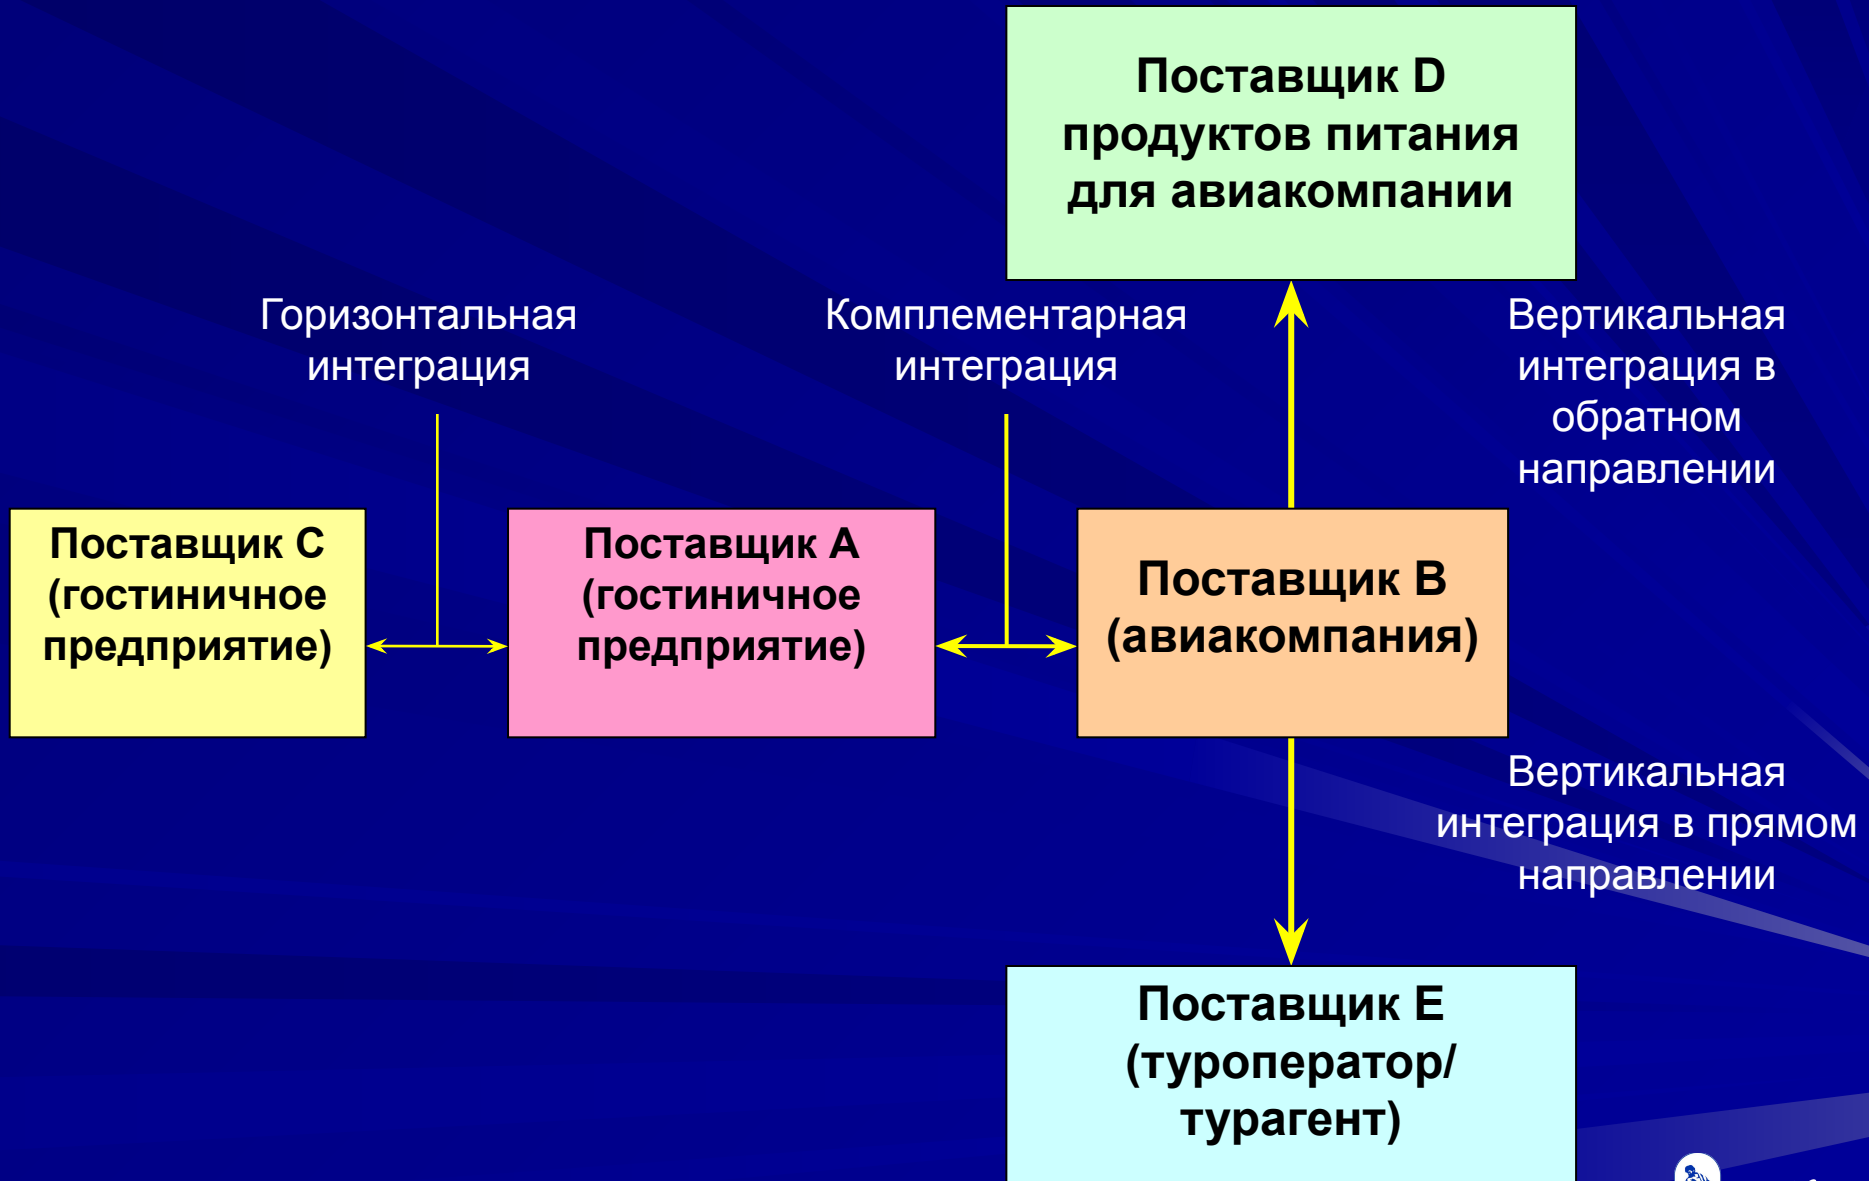 Поставщик D
продуктов питания
для авиакомпании
Горизонтальная
интеграция
Комплементарная
интеграция
Вертикальная
интеграция в
обратном
направлении
Поставщик С
(гостиничное
предприятие)
Поставщик А
(гостиничное
предприятие)
Поставщик В
(авиакомпания)
Вертикальная
интеграция в прямом
направлении
Поставщик Е
(туроператор/
турагент)